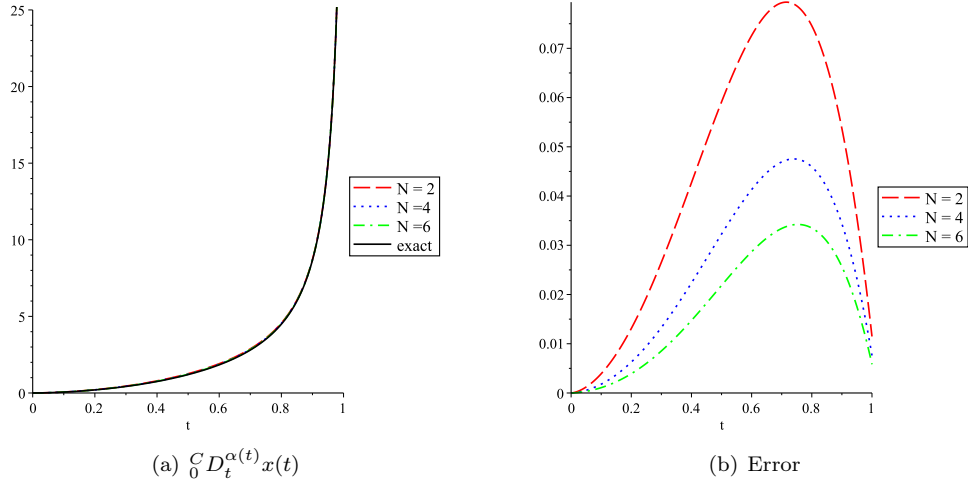 25
20
15
10
5
0
0 0.2 0.4 0.6 0.8 1
t
N = 2
N =4
N =6
exact
(a) $^C_0D_t^{\alpha(t)}x(t)$
0.07
0.06
0.05
0.04
0.03
0.02
0.01
0
0 0.2 0.4 0.6 0.8 1
t
N = 2
N = 4
N = 6
(b) Error